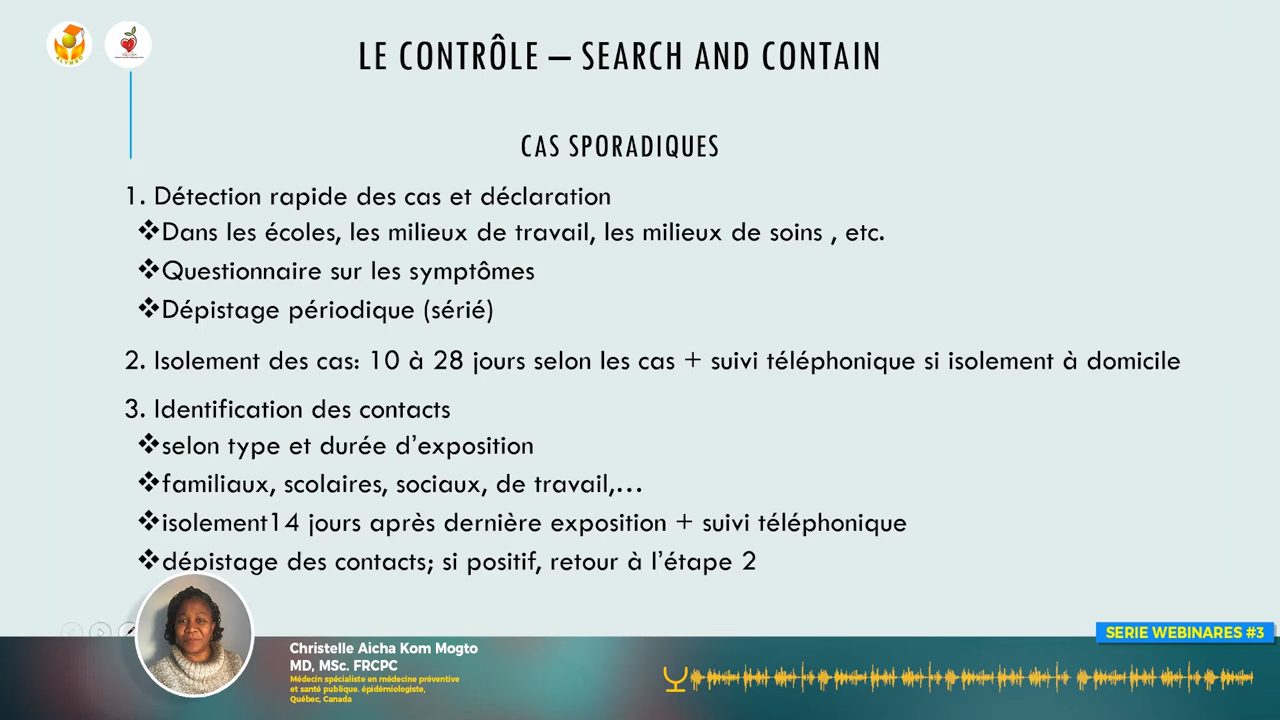 LE CONTRÔLE – SEARCH AND CONTAIN
CAS SPORADIQUES
1. Détection rapide des cas et déclaration
❖Dans les écoles, les milieux de travail, les milieux de soins , etc.
❖Questionnaire sur les symptômes
❖Dépistage périodique (sérié)
2. Isolement des cas: 10 à 28 jours selon les cas + suivi téléphonique si isolement à domicile
3. Identification des contacts
❖selon type et durée d’exposition
❖familiaux, scolaires, sociaux, de travail,…
❖isolement14 jours après dernière exposition + suivi téléphonique
❖dépistage des contacts; si positif, retour à l’étape 2
SERIE WEBINARES #3
Christelle Aicha Kom Mogto
MD, MSc. FRCPC
Médecin spécialiste en médecine préventive
et santé publique. épidémiologiste,
Québec, Canada